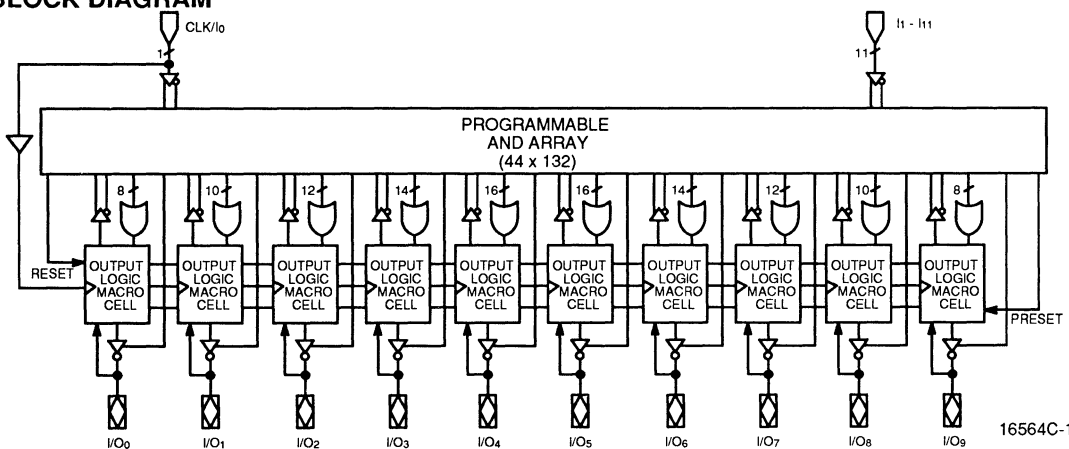 BLOCK DIAGRAM
CLK/I0
I1 - I11
1
11
PROGRAMMABLE
AND ARRAY
(44 x 132)
8 10 12 14 16 16 14 12 10 8
RESET
OUTPUT LOGIC MACRO CELL
OUTPUT LOGIC MACRO CELL
OUTPUT LOGIC MACRO CELL
OUTPUT LOGIC MACRO CELL
OUTPUT LOGIC MACRO CELL
OUTPUT LOGIC MACRO CELL
OUTPUT LOGIC MACRO CELL
OUTPUT LOGIC MACRO CELL
OUTPUT LOGIC MACRO CELL
OUTPUT LOGIC MACRO CELL
PRESET
I/O0 I/O1 I/O2 I/O3 I/O4 I/O5 I/O6 I/O7 I/O8 I/O9
16564C-1